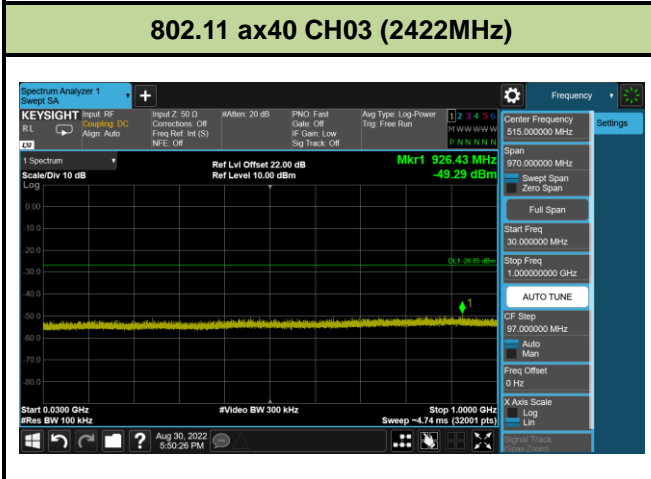 802.11 ax40 CH03 (2422MHz)
Spectrum Analyzer 1
Swept SA
+
Frequency
KEYSIGHT
RL
Input: RF
Coupling: DC
Align: Auto
Input Z: 50 Ω
Corrections: Off
Freq Ref: Int (S)
NFE: Off
#Atten: 20 dB
PNO: Fast
Gate: Off
IF Gain: Low
Sig Track: Off
Avg Type: Log-Power
Trig: Free Run
1 2 3 4 5 6
M W W W W W
P N N N N N
1 Spectrum
Scale/Div 10 dB
Log
Ref Lvl Offset 22.00 dB
Ref Level 10.00 dBm
Mkr1 926.43 MHz
-49.29 dBm
0.00
-10.0
-20.0
-30.0
-40.0
-50.0
-60.0
-70.0
-80.0
DL1 -26.85 dBm
1
Start 0.0300 GHz
#Res BW 100 kHz
#Video BW 300 kHz
Stop 1.0000 GHz
Sweep ~4.74 ms (32001 pts)
Aug 30, 2022
5:50:26 PM
Center Frequency
515.000000 MHz
Settings
Span
970.000000 MHz
Swept Span
Zero Span
Full Span
Start Freq
30.000000 MHz
Stop Freq
1.000000000 GHz
AUTO TUNE
CF Step
97.000000 MHz
Auto
Man
Freq Offset
0 Hz
X Axis Scale
Log
Lin
Signal Track
(Span Zoom)